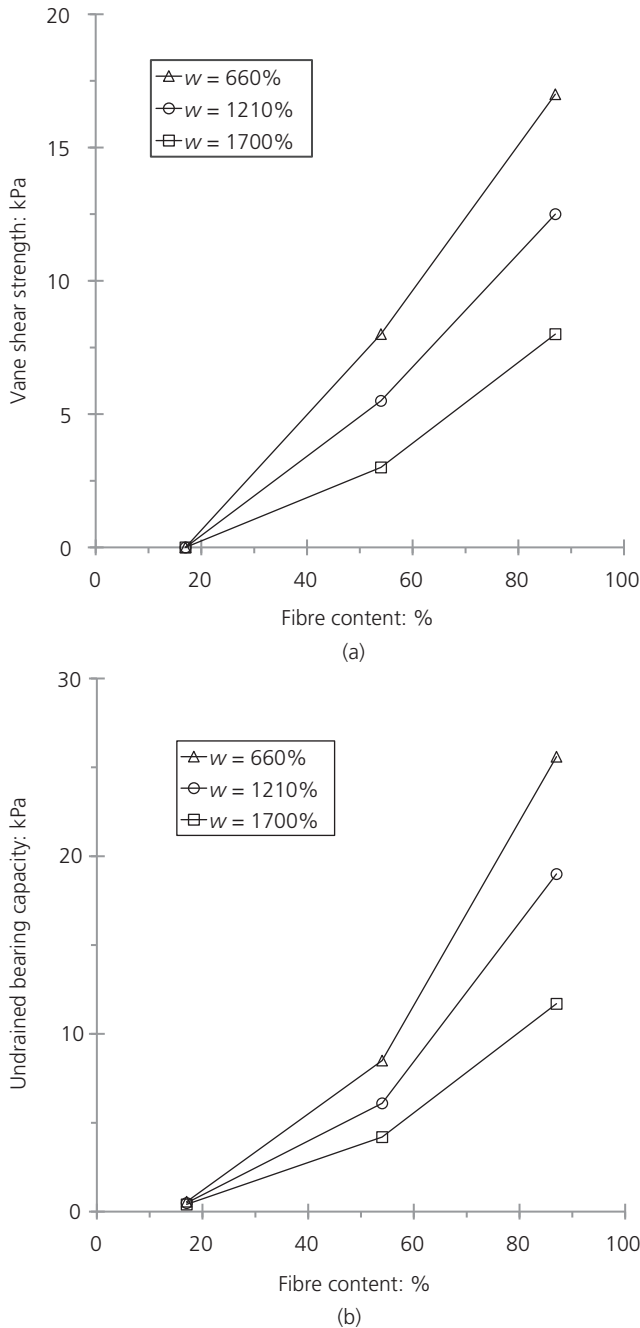 20
w = 660%
w = 1210%
w = 1700%
15
Vane shear strength: kPa
10
5
0
0 20 40 60 80 100
Fibre content: %
(a)
30
w = 660%
w = 1210%
w = 1700%
20
Undrained bearing capacity: kPa
10
0
0 20 40 60 80 100
Fibre content: %
(b)